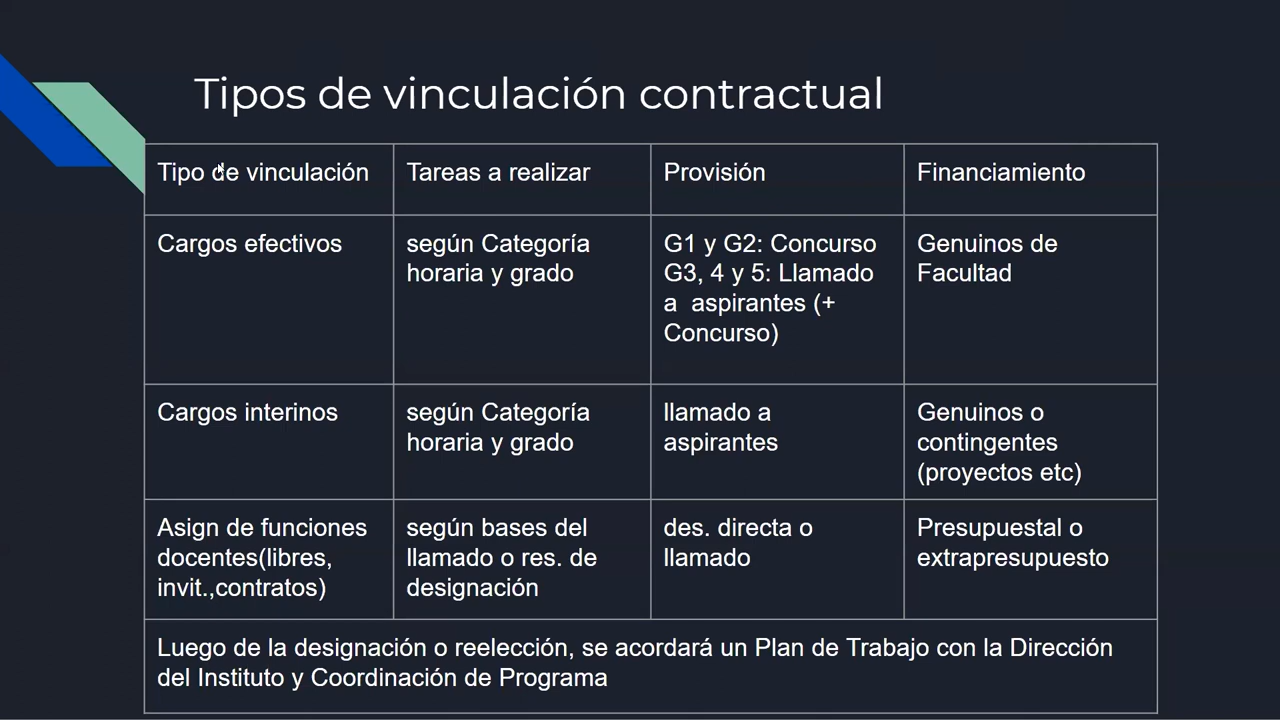 Tipos de vinculación contractual
Tipo de vinculación
Tareas a realizar
Provisión
Financiamiento
Cargos efectivos
según Categoría
horaria y grado
G1 y G2: Concurso
G3, 4 y 5: Llamado
a aspirantes (+
Concurso)
Genuinos de
Facultad
Cargos interinos
según Categoría
horaria y grado
llamado a
aspirantes
Genuinos o
contingentes
(proyectos etc)
Asign de funciones
docentes(libres,
invit.,contratos)
según bases del
llamado o res. de
designación
des. directa o
llamado
Presupuestal o
extrapresupuesto
Luego de la designación o reelección, se acordará un Plan de Trabajo con la Dirección
del Instituto y Coordinación de Programa